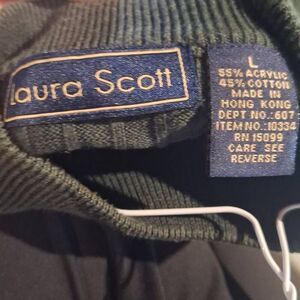 Laura Scott
L
55% ACRYLIC
45% COTTON
MADE IN
HONG KONG
DEPT NO.:607
ITEM NO.:10334
RN 15099
CARE SEE
REVERSE